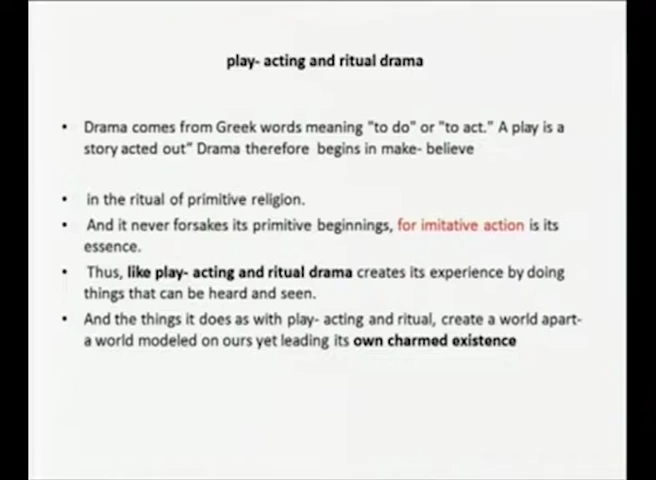 play- acting and ritual drama
• Drama comes from Greek words meaning "to do" or "to act." A play is a
story acted out" Drama therefore begins in make- believe
• in the ritual of primitive religion.
• And it never forsakes its primitive beginnings, for imitative action is its
essence.
• Thus, like play- acting and ritual drama creates its experience by doing
things that can be heard and seen.
• And the things it does as with play- acting and ritual, create a world apart-
a world modeled on ours yet leading its own charmed existence